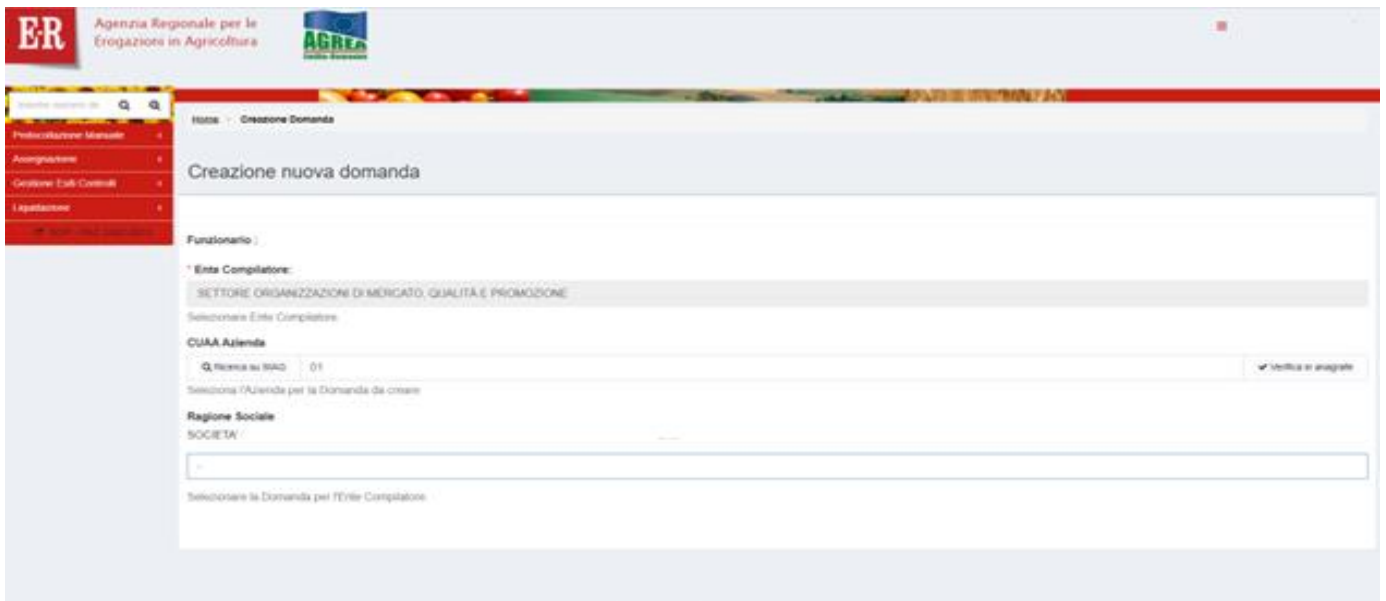 E-R
Agenzia Regionale per le
Erogazioni in Agricoltura
AGREA
Emilia-Romagna
Home - Creazione Domanda
Protocollazione Manuale
Assegnazione
Gestione Esiti Controlli
Liquidazione
Creazione nuova domanda
Funzionario :
* Ente Compilatore:
SETTORE ORGANIZZAZIONI DI MERCATO, QUALITÀ E PROMOZIONE
Selezionare Ente Compilatore
CUAA Azienda
Ricerca su SIAG 01 Verifica in anagrafe
Seleziona l'Azienda per la Domanda da creare
Ragione Sociale
SOCIETA'
-
Selezionare la Domanda per l'Ente Compilatore